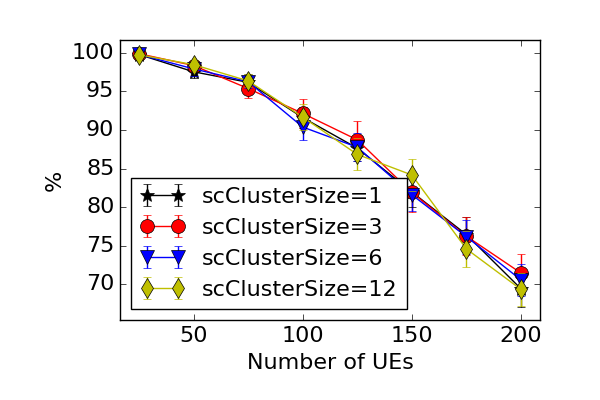 100
95
90
85
80
75
70
%
scClusterSize=1
scClusterSize=3
scClusterSize=6
scClusterSize=12
50 100 150 200
Number of UEs